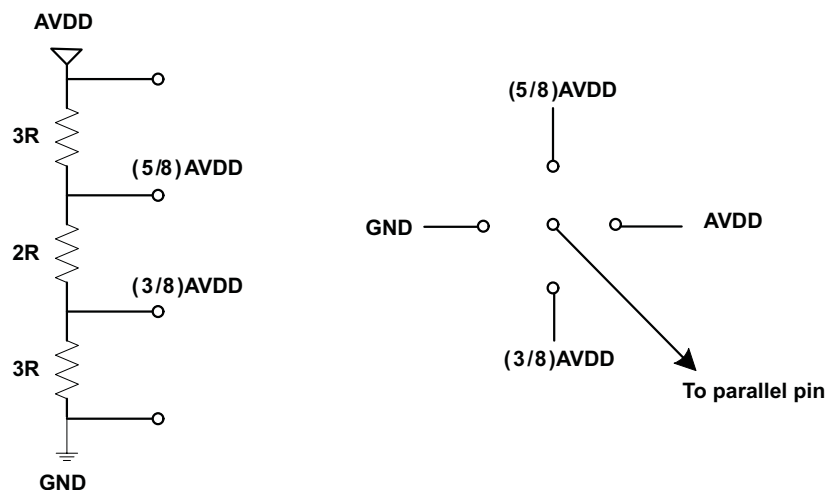 AVDD
3R
(5/8)AVDD
2R
(3/8)AVDD
3R
GND
(5/8)AVDD
GND
AVDD
(3/8)AVDD
To parallel pin